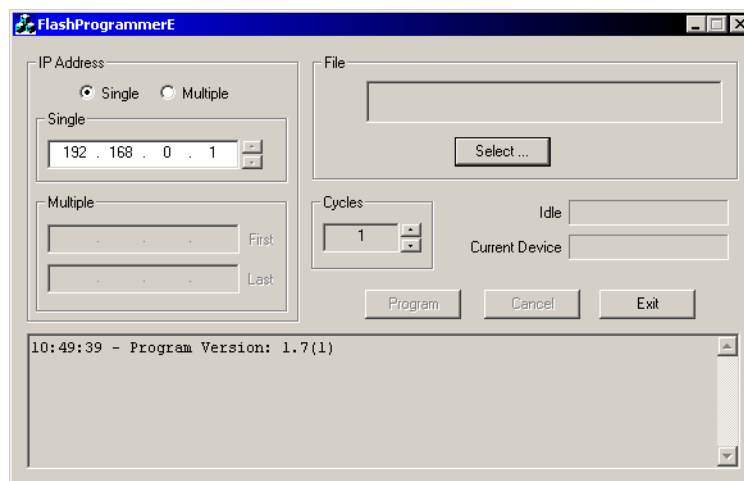 FlashProgrammerE
IP Address
Single Multiple
Single
192 . 168 . 0 . 1
Multiple
. . . First
. . . Last
File
Select ...
Cycles
1
Idle
Current Device
Program Cancel Exit
10:49:39 - Program Version: 1.7(1)